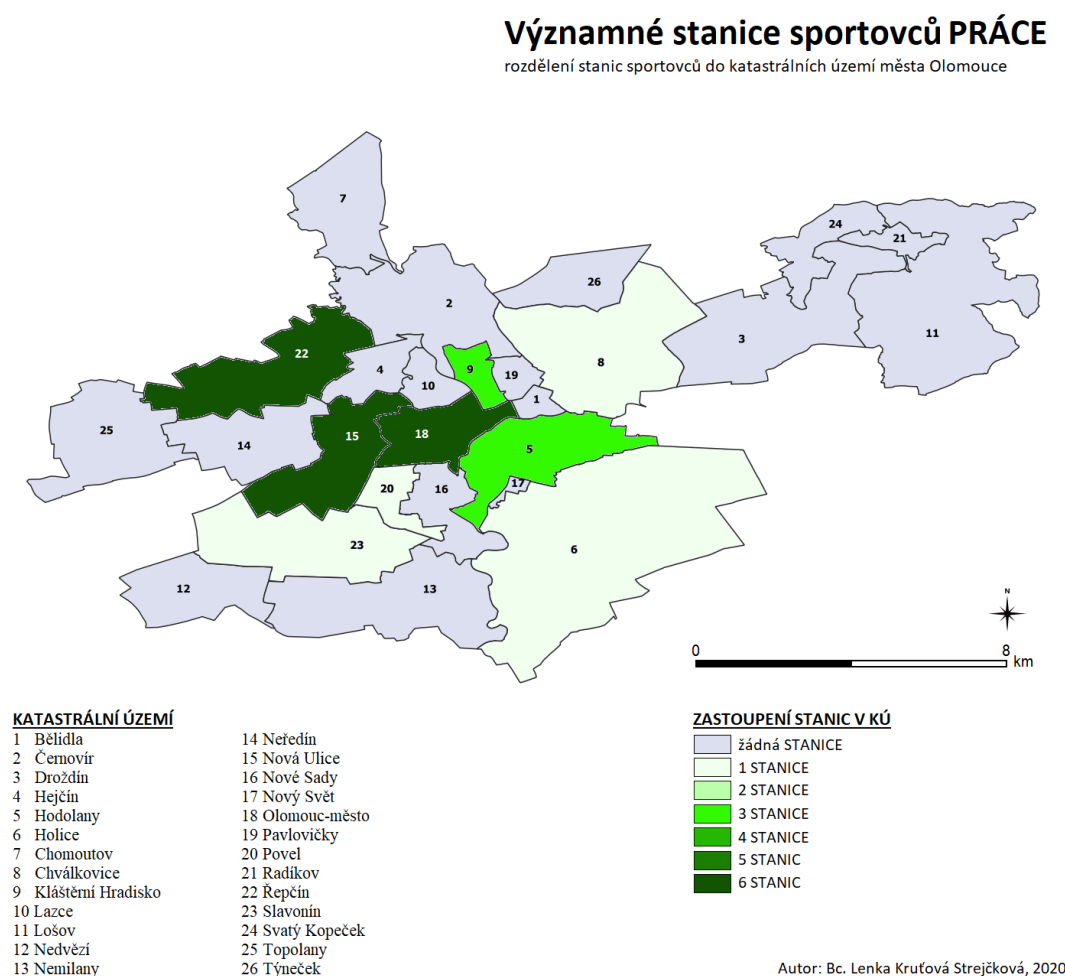 Významné stanice sportovců PRÁCE
rozdělení stanic sportovců do katastrálních území města Olomouce
7
24
21
26
2
3
11
22
8
4
9
19
10
1
25
14
15
18
5
17
20
16
23
6
12
13
N
0 8
km
KATASTRÁLNÍ ÚZEMÍ
1 Bělidla
2 Černovír
3 Droždín
4 Hejčín
5 Hodolany
6 Holice
7 Chomoutov
8 Chválkovice
9 Kláštěrní Hradisko
10 Lazce
11 Lošov
12 Nedvězí
13 Nemilany
14 Neředín
15 Nová Ulice
16 Nové Sady
17 Nový Svět
18 Olomouc-město
19 Pavlovičky
20 Povel
21 Radíkov
22 Řepčín
23 Slavonín
24 Svatý Kopeček
25 Topolany
26 Týneček
ZASTOUPENÍ STANIC V KÚ
žádná STANICE
1 STANICE
2 STANICE
3 STANICE
4 STANICE
5 STANIC
6 STANIC
Autor: Bc. Lenka Kruťová Strejčková, 2020